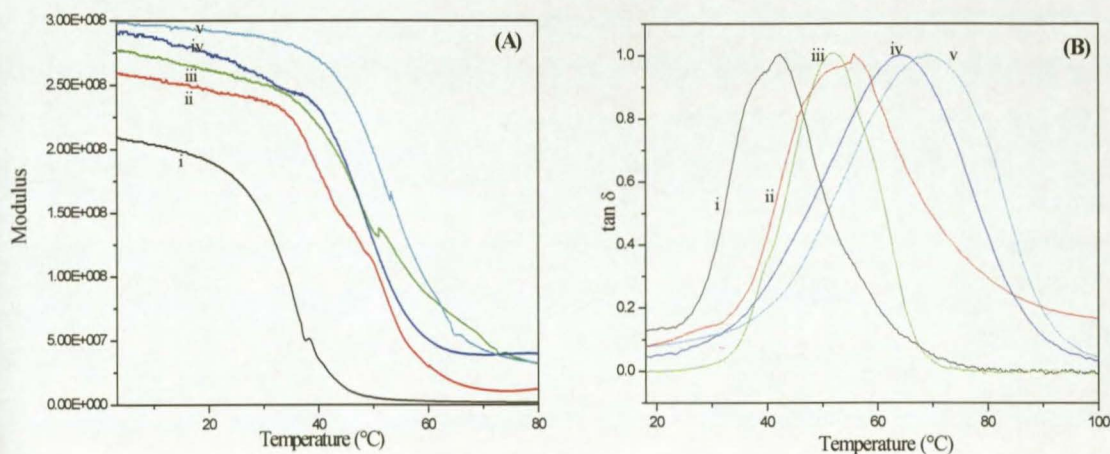 (A)
3.00E+008
2.50E+008
2.00E+008
1.50E+008
1.00E+008
5.00E+007
0.00E+000
Modulus
v
iv
iii
ii
i
20
40
60
80
Temperature (°C)
(B)
1.0
0.8
0.6
0.4
0.2
0.0
tan δ
i
ii
iii
iv
v
20
40
60
80
100
Temperature (°C)